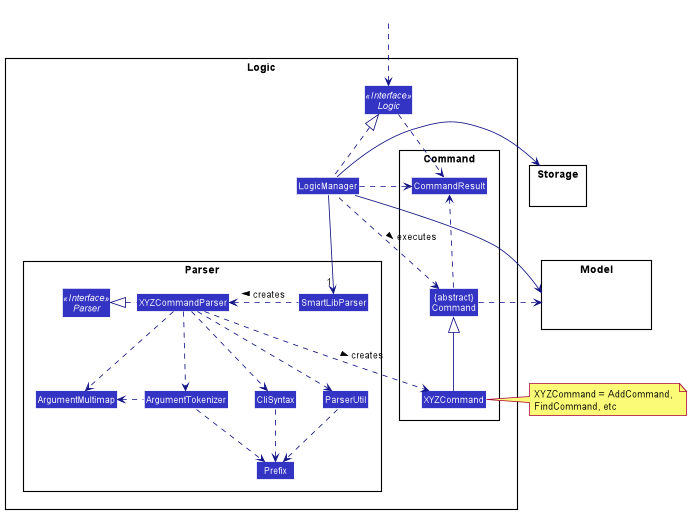 Logic
«Interface»
Logic
Command
LogicManager
CommandResult
Storage
executes
Parser
Model
«Interface»
Parser
XYZCommandParser
creates
1
SmartLibParser
{abstract}
Command
creates
ArgumentMultimap
ArgumentTokenizer
CliSyntax
ParserUtil
XYZCommand
XYZCommand = AddCommand,
FindCommand, etc
Prefix